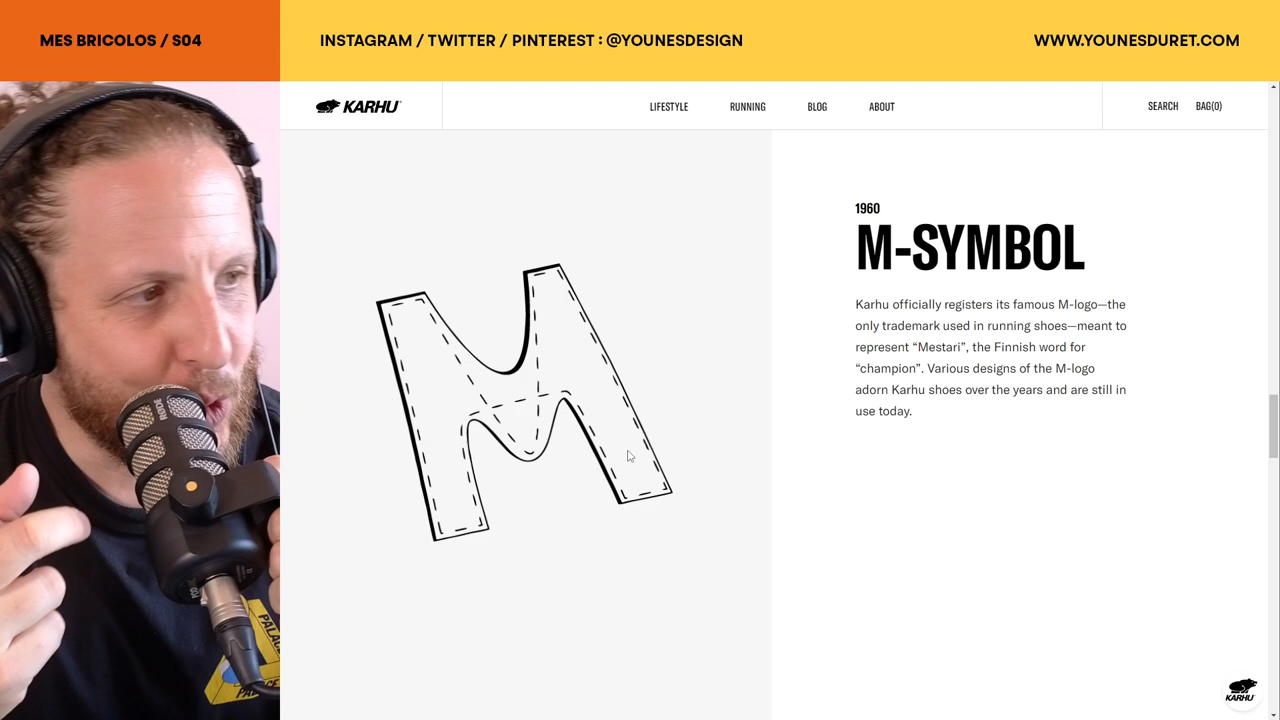 MES BRICOLOS / S04
INSTAGRAM / TWITTER / PINTEREST : @YOUNESDESIGN
WWW.YOUNESDURET.COM
KARHU
LIFESTYLE
RUNNING
BLOG
ABOUT
SEARCH
BAG(0)
1960
M-SYMBOL
Karhu officially registers its famous M-logo—the
only trademark used in running shoes—meant to
represent “Mestari”, the Finnish word for
“champion”. Various designs of the M-logo
adorn Karhu shoes over the years and are still in
use today.
M
RØDE
PALACE
KARHU